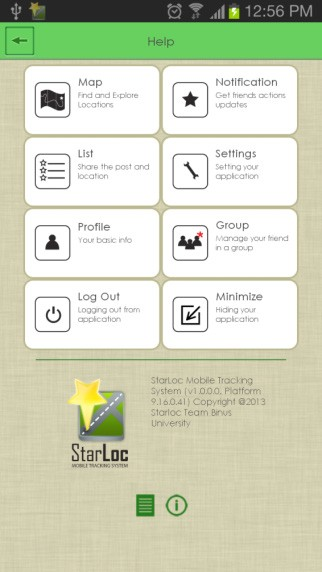 12:56 PM
Help
Map
Find and Explore
Locations
Notification
Get friends actions
updates
List
Share the post and
location
Settings
Setting your
application
Profile
Your basic info
Group
Manage your friend
in a group
Log Out
Logging out from
application
Minimize
Hiding your
application
StarLoc Mobile Tracking
System (v1.0.0.0, Platform
9.16.0.41) Copyright @2013
Starloc Team Binus
University
StarLoc
MOBILE TRACKING SYSTEM